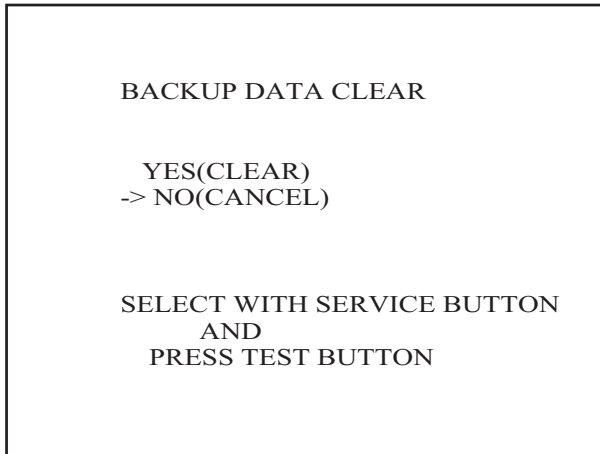 BACKUP DATA CLEAR
YES(CLEAR)
-> NO(CANCEL)
SELECT WITH SERVICE BUTTON
AND
PRESS TEST BUTTON